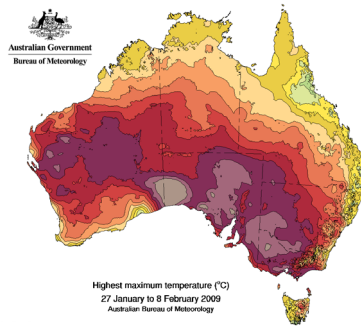 Australian Government
Bureau of Meteorology
Highest maximum temperature (°C)
27 January to 8 February 2009
Australian Bureau of Meteorology